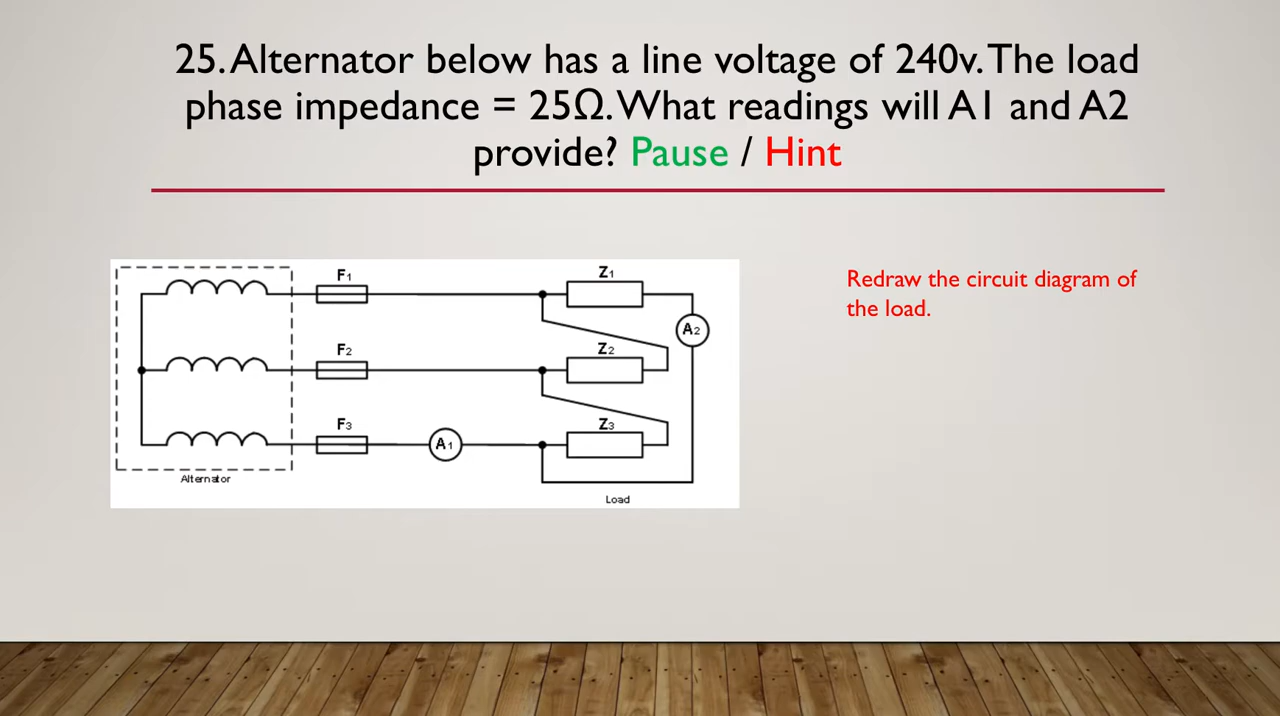 25. Alternator below has a line voltage of 240v. The load
phase impedance = 25Ω. What readings will A1 and A2
provide? Pause / Hint
Redraw the circuit diagram of
the load.
F1
Z1
A2
F2
Z2
F3
A1
Z3
Alternator
Load